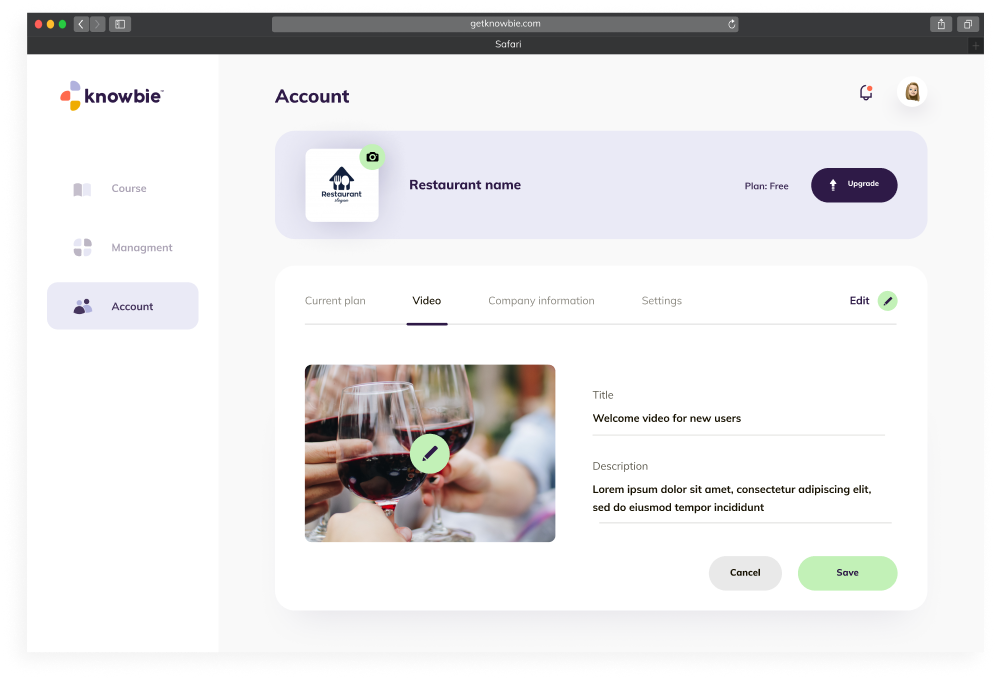 getknowbie.com
Safari
knowbie
Account
Course
Managment
Account
Restaurant
slogan
Restaurant name
Plan: Free
Upgrade
Current plan
Video
Company information
Settings
Edit
Title
Welcome video for new users
Description
Lorem ipsum dolor sit amet, consectetur adipiscing elit,
sed do eiusmod tempor incididunt
Cancel
Save